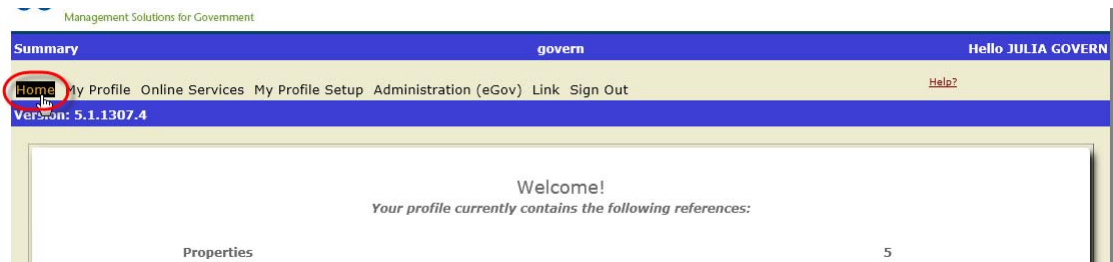 Management Solutions for Government
Summary govern Hello JULIA GOVERN
Home My Profile Online Services My Profile Setup Administration (eGov) Link Sign Out Help?
Version: 5.1.1307.4
Welcome!
Your profile currently contains the following references:
Properties 5